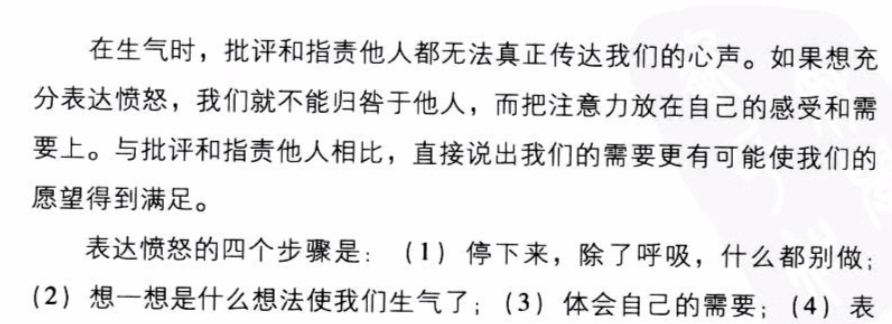 在生气时，批评和指责他人都无法真正传达我们的心声。如果想充
分表达愤怒，我们就不能归咎于他人，而把注意力放在自己的感受和需
要上。与批评和指责他人相比，直接说出我们的需要更有可能使我们的
愿望得到满足。
表达愤怒的四个步骤是：（1）停下来，除了呼吸，什么都别做；
（2）想一想是什么想法使我们生气了；（3）体会自己的需要；（4）表